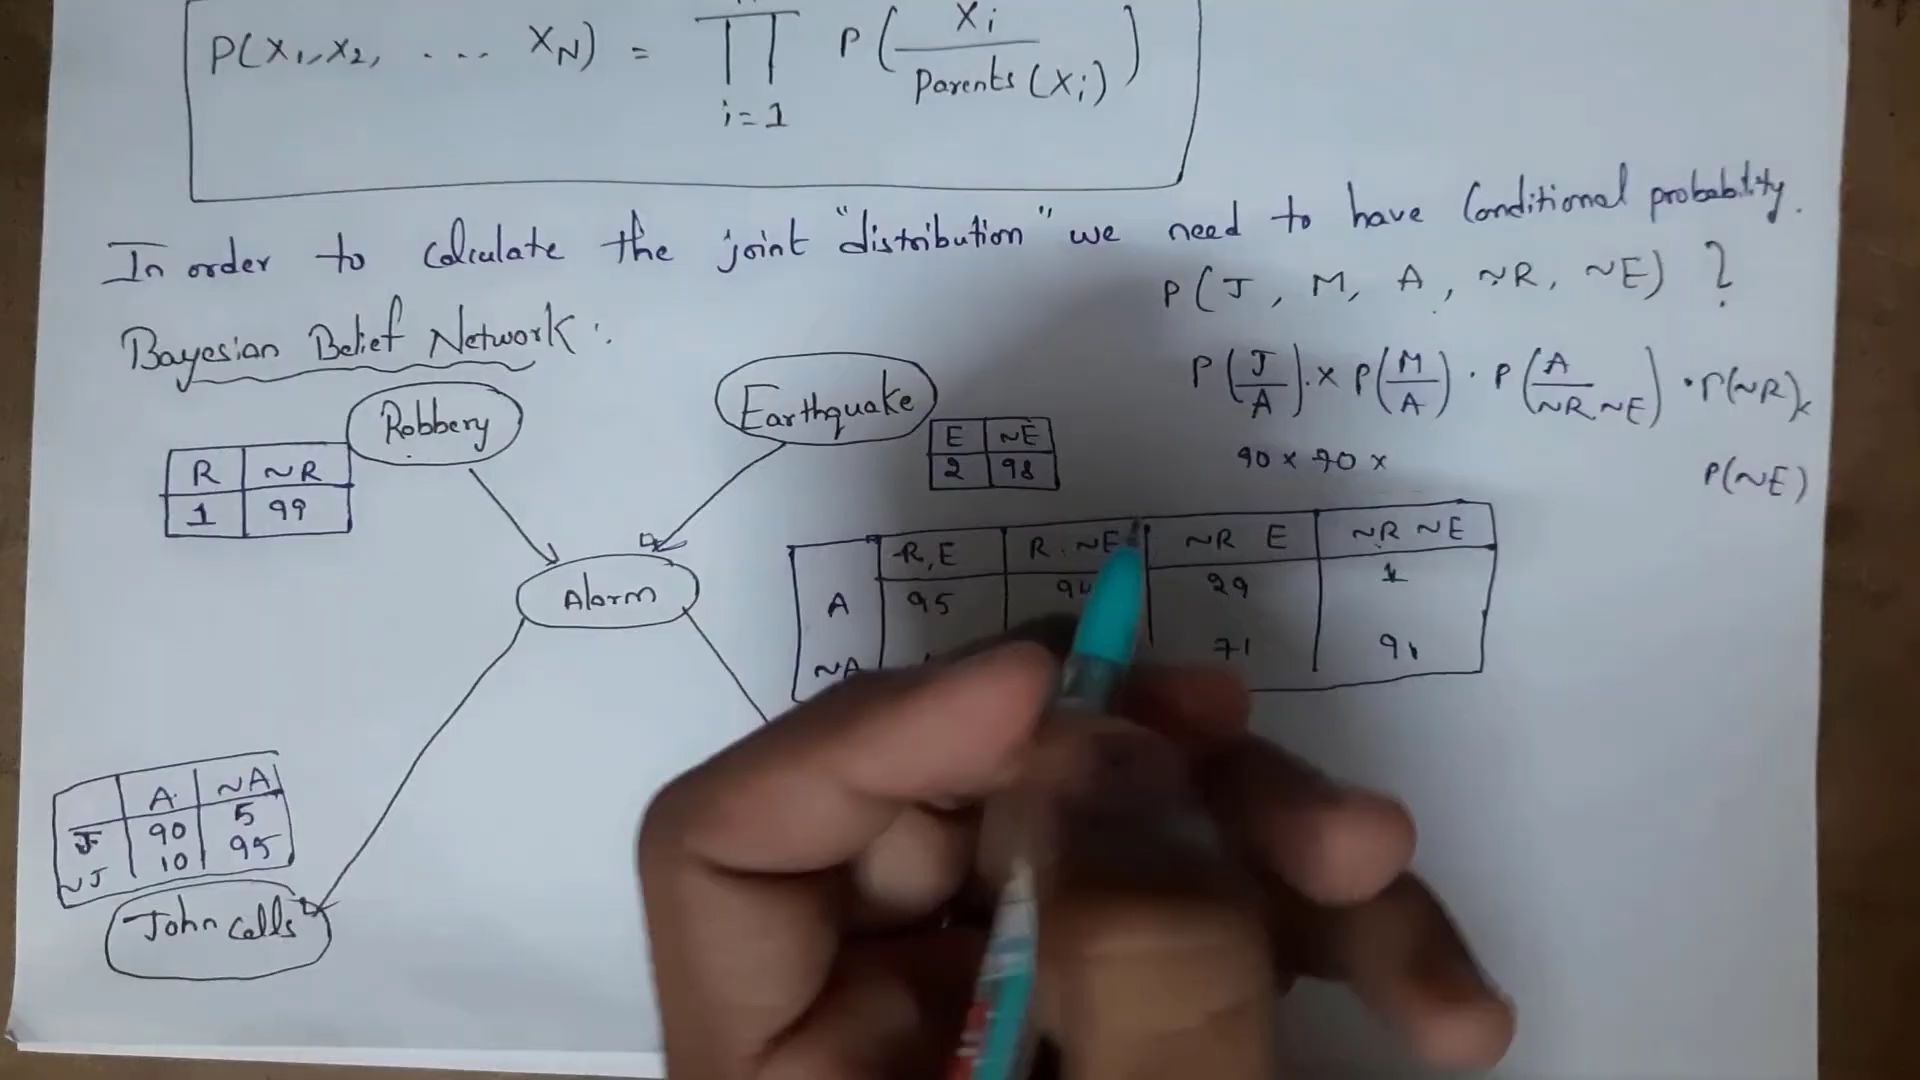 P(X1, X2, .... XN) = ∏ P(Xi / Parents(Xi))
i=1
In order to calculate the joint "distribution" we need to have Conditional probability.
P(J, M, A, ~R, ~E) ?
Bayesian Belief Network:
P(J/A) . x P(M/A) . P(A/~R ~E) . P(~R) x
P(~E)
90 x 70 x
Robbery
R ~R
1 99
Earthquake
E ~E
2 98
Alarm
R, E R . ~E ~R E ~R ~E
A 95 94 29 1
~A 71
A. ~A
J 90 5
~J 10 95
John calls